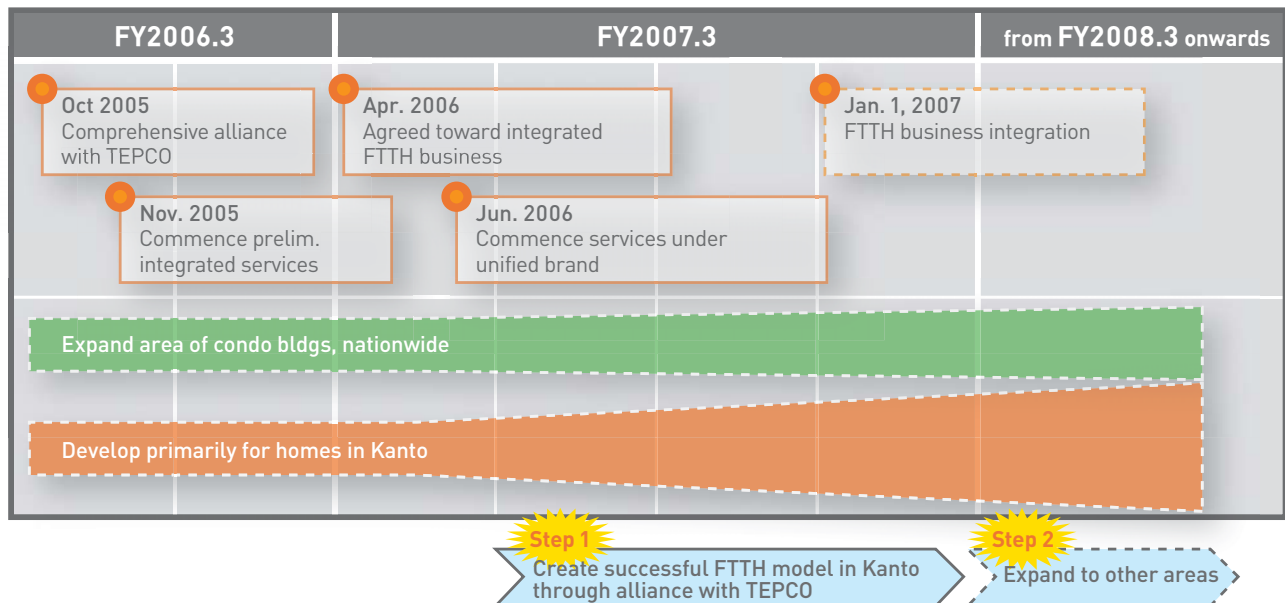 FY2006.3
FY2007.3
from FY2008.3 onwards
Oct 2005
Comprehensive alliance
with TEPCO
Apr. 2006
Agreed toward integrated
FTTH business
Jan. 1, 2007
FTTH business integration
Nov. 2005
Commence prelim.
integrated services
Jun. 2006
Commence services under
unified brand
Expand area of condo bldgs, nationwide
Develop primarily for homes in Kanto
Step 1
Create successful FTTH model in Kanto
through alliance with TEPCO
Step 2
Expand to other areas